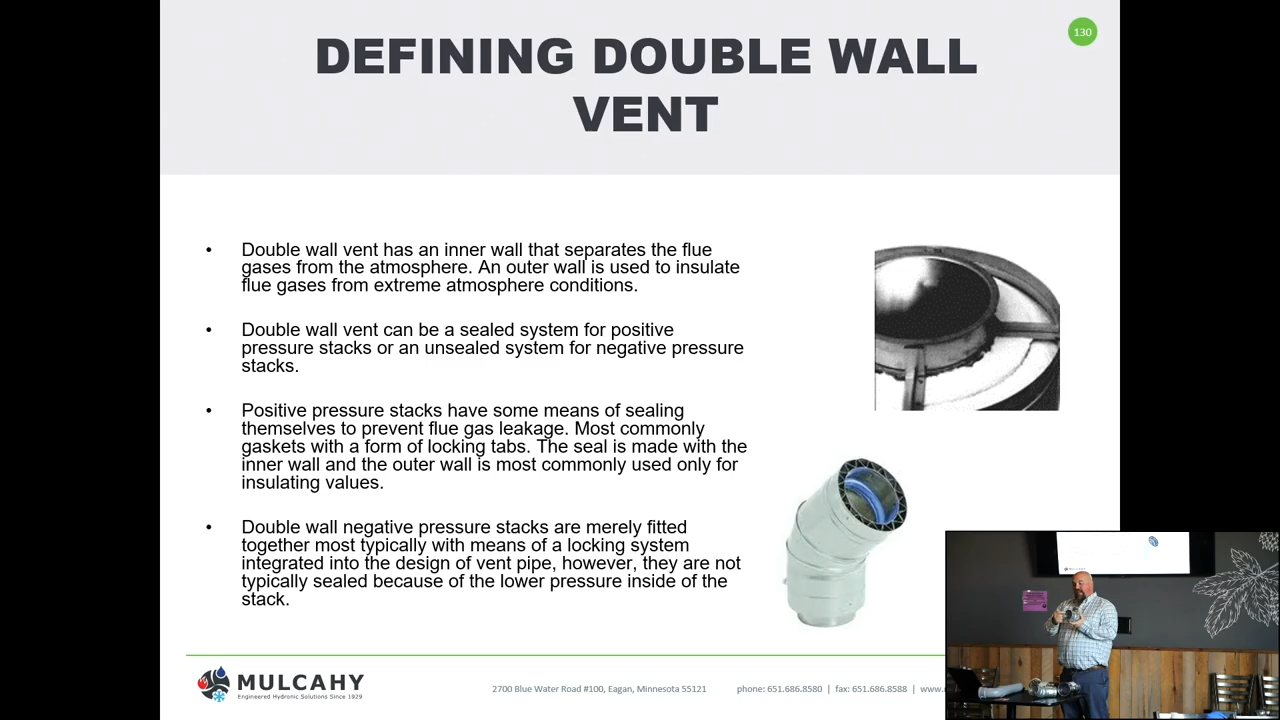 130
DEFINING DOUBLE WALL
VENT
• Double wall vent has an inner wall that separates the flue
gases from the atmosphere. An outer wall is used to insulate
flue gases from extreme atmosphere conditions.
• Double wall vent can be a sealed system for positive
pressure stacks or an unsealed system for negative pressure
stacks.
• Positive pressure stacks have some means of sealing
themselves to prevent flue gas leakage. Most commonly
gaskets with a form of locking tabs. The seal is made with the
inner wall and the outer wall is most commonly used only for
insulating values.
• Double wall negative pressure stacks are merely fitted
together most typically with means of a locking system
integrated into the design of vent pipe, however, they are not
typically sealed because of the lower pressure inside of the
stack.
MULCAHY
Engineered Hydronic Solutions Since 1929
2700 Blue Water Road #100, Eagan, Minnesota 55121 phone: 651.686.8580 | fax: 651.686.8588 | www.